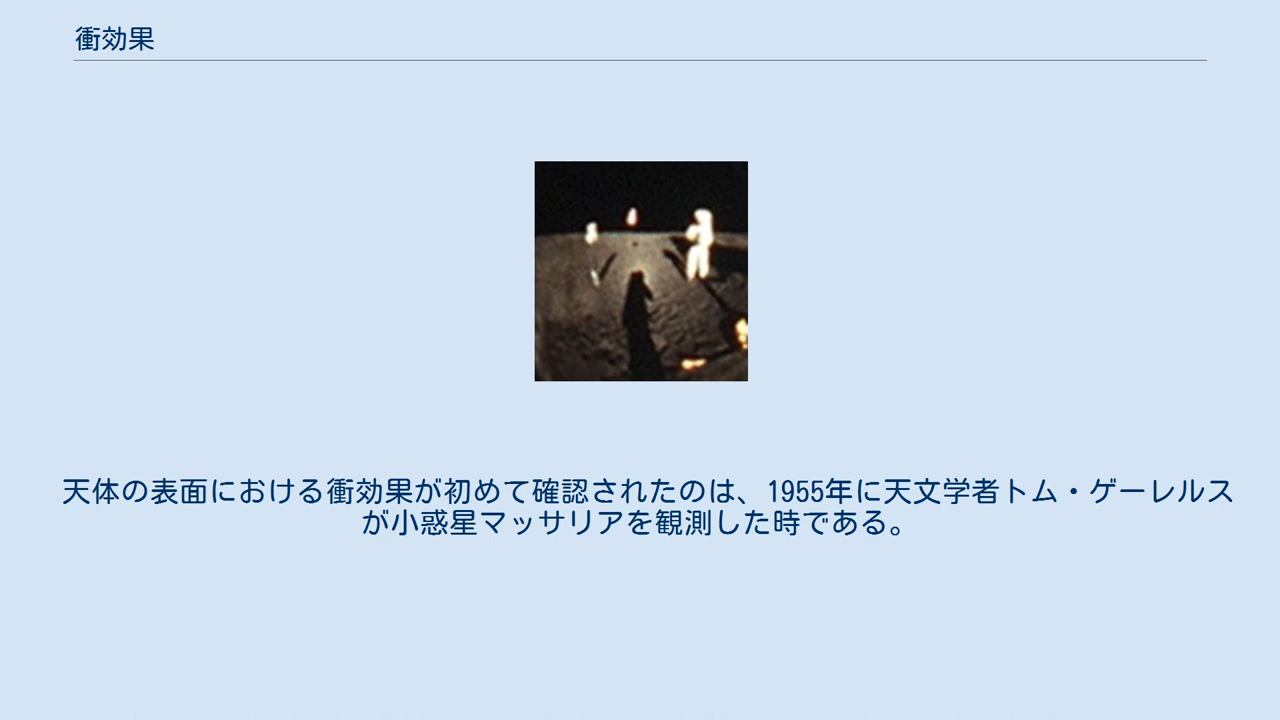 衝効果
天体の表面における衝効果が初めて確認されたのは、1955年に天文学者トム・ゲーレルス
が小惑星マッサリアを観測した時である。